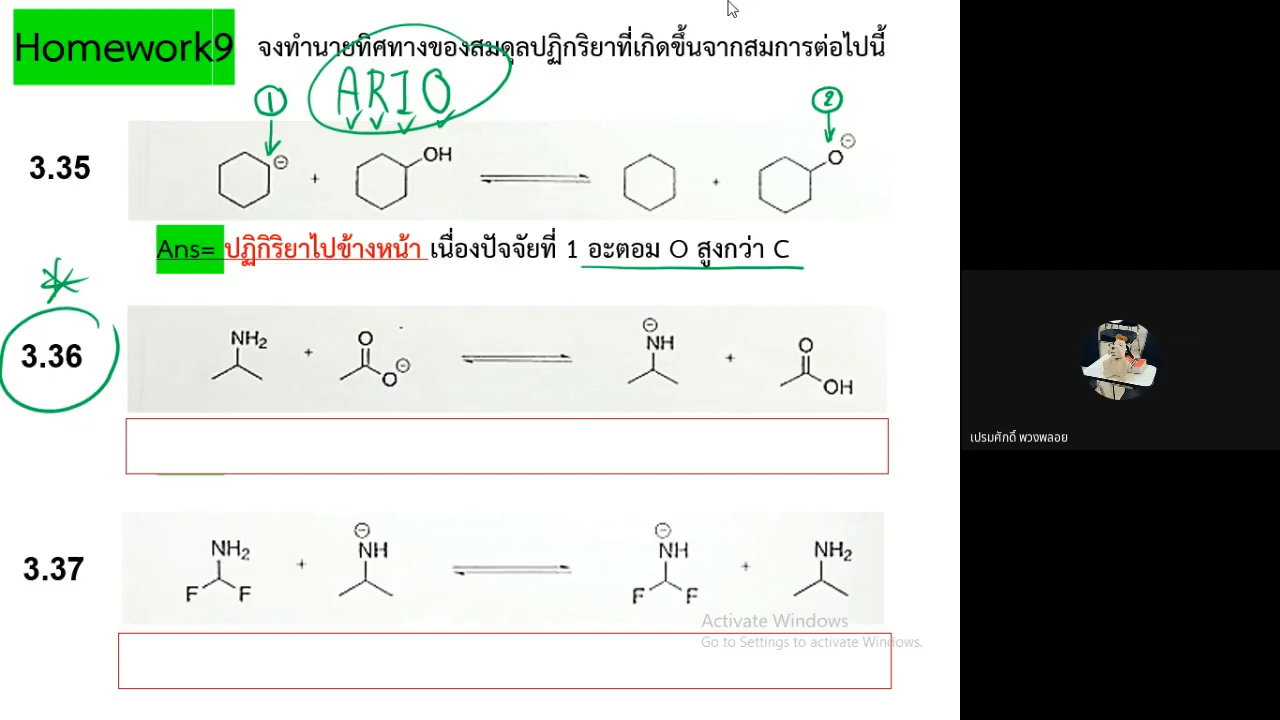 Homework9 จงทำนายทิศทางของสมดุลปฏิกริยาที่เกิดขึ้นจากสมการต่อไปนี้
ARIO
1 2
3.35
⊖ + OH ⇌ + O ⊖
Ans= ปฏิกิริยาไปข้างหน้า เนื่องปัจจัยที่ 1 อะตอม O สูงกว่า C
3.36
NH2 + O O ⊖ ⇌ ⊖ NH + O OH
3.37
NH2 F F + ⊖ NH ⇌ ⊖ NH F F + NH2
เปรมศักดิ์ พวงพลอย
Activate Windows
Go to Settings to activate Windows.